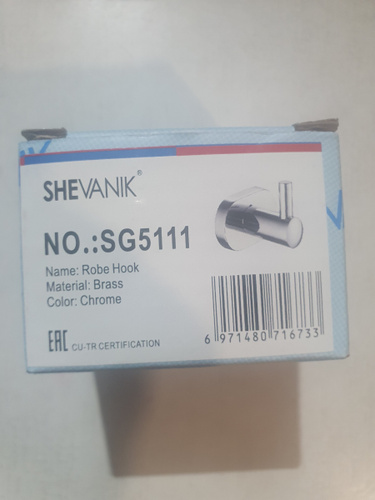 SHEVANIK®
NO.:SG5111
Name: Robe Hook
Material: Brass
Color: Chrome
EAC CU-TR CERTIFICATION
6 971480 716733